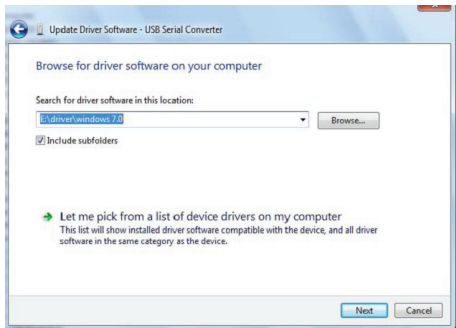 Update Driver Software - USB Serial Converter
Browse for driver software on your computer
Search for driver software in this location:
E:\driver\windows 7.0
Browse...
Include subfolders
Let me pick from a list of device drivers on my computer
This list will show installed driver software compatible with the device, and all driver
software in the same category as the device.
Next
Cancel